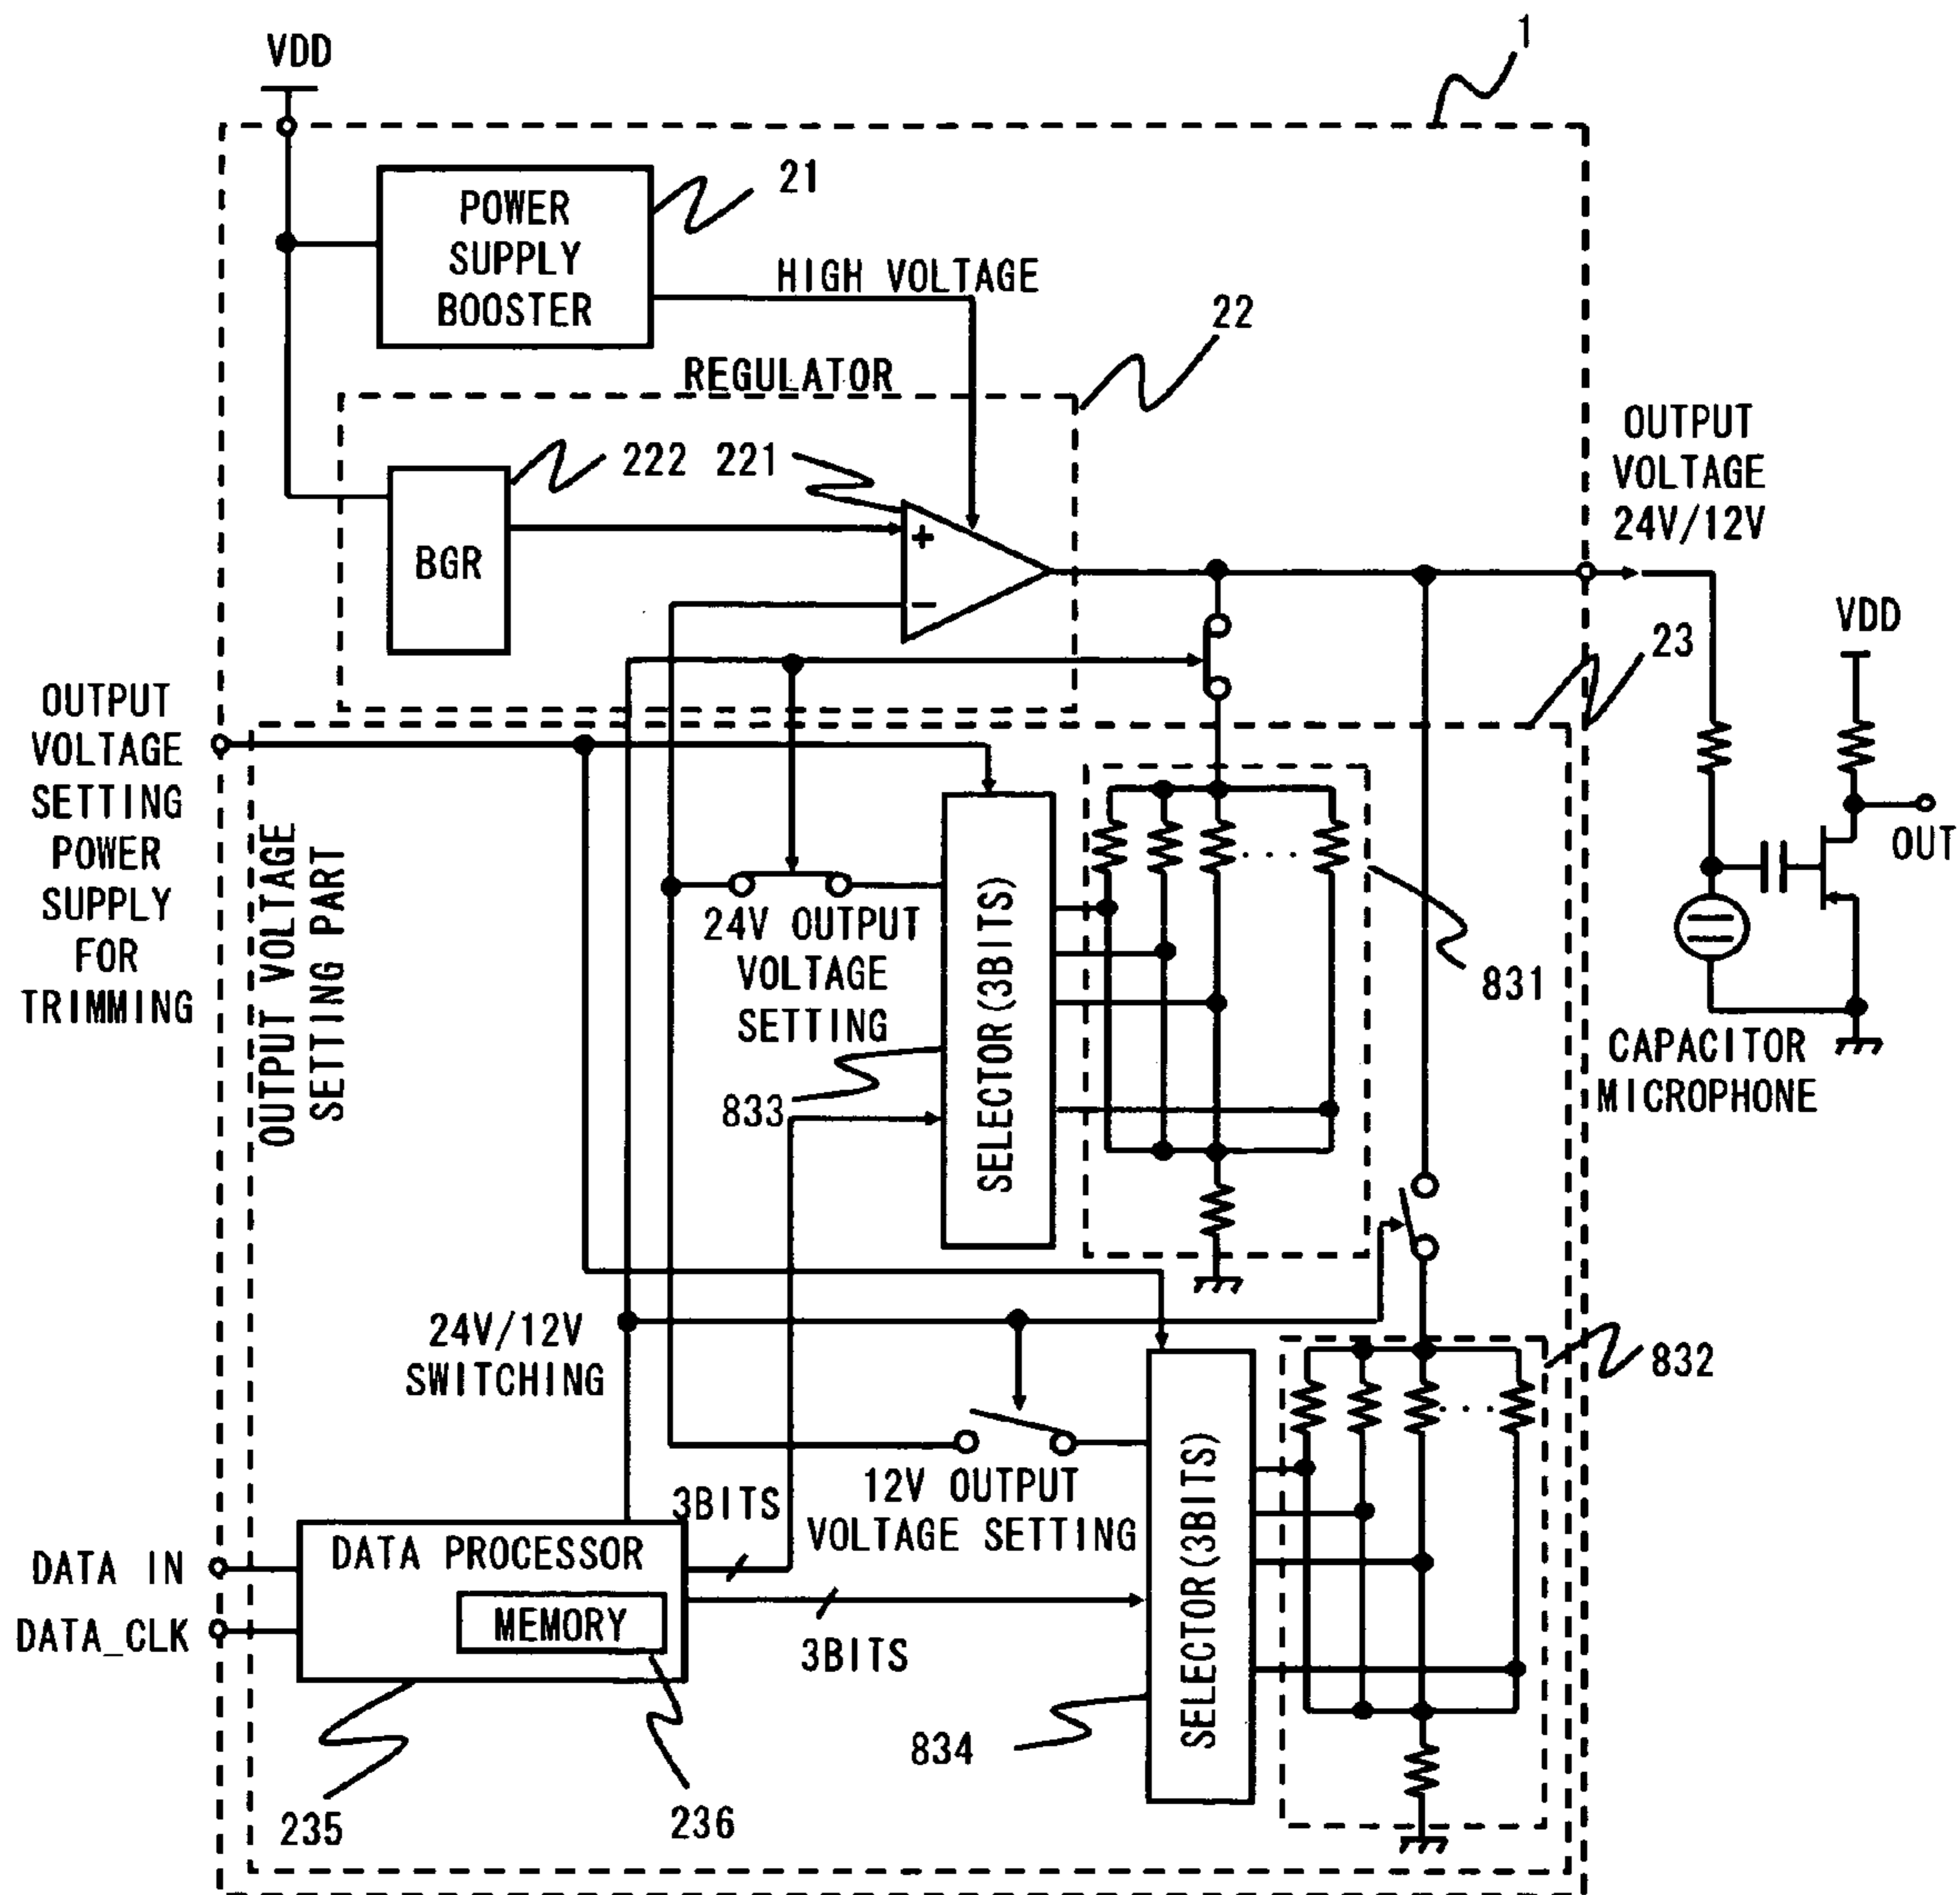 1
VDD
21
POWER
SUPPLY
BOOSTER
HIGH VOLTAGE
22
REGULATOR
OUTPUT
VOLTAGE
24V/12V
222
221
BGR
+
−
VDD
23
OUTPUT
VOLTAGE
SETTING
POWER
SUPPLY
FOR
TRIMMING
OUTPUT VOLTAGE
SETTING PART
24V OUTPUT
VOLTAGE
SETTING
833
SELECTOR(3BITS)
...
831
OUT
CAPACITOR
MICROPHONE
24V/12V
SWITCHING
832
12V OUTPUT
VOLTAGE SETTING
SELECTOR(3BITS)
...
3BITS
DATA IN
DATA_CLK
DATA PROCESSOR
MEMORY
3BITS
834
235
236